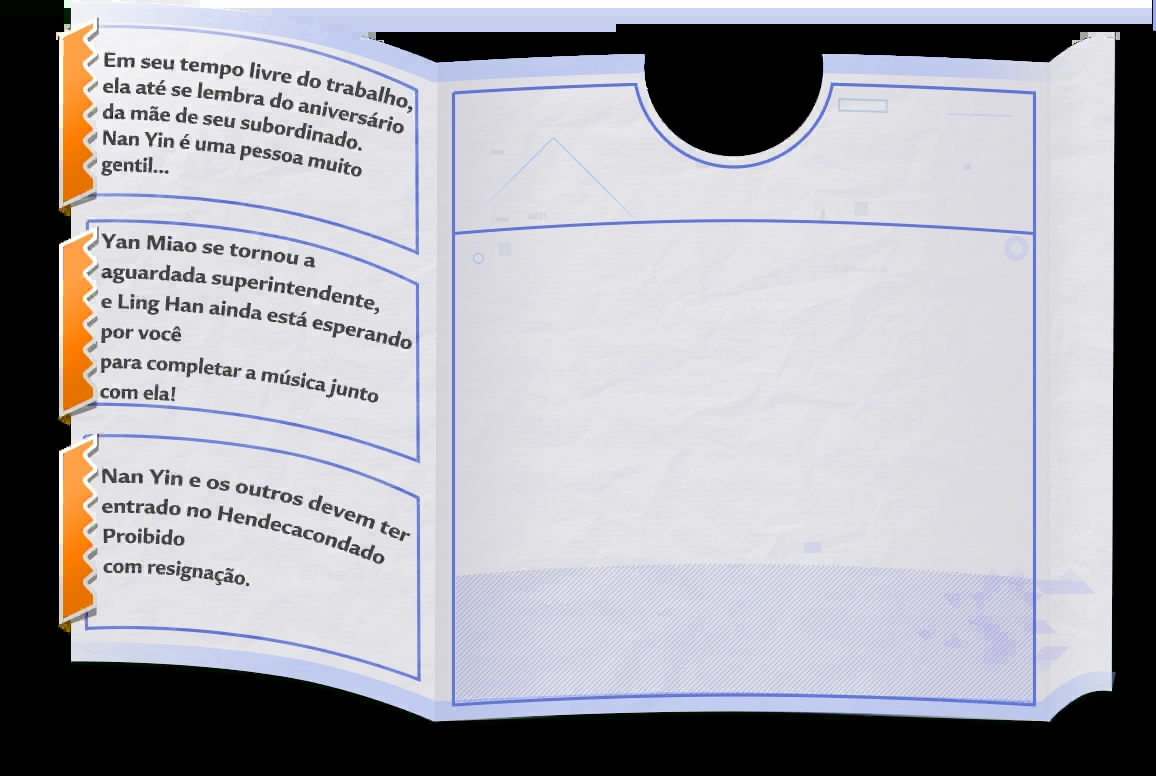 Em seu tempo livre do trabalho,
ela até se lembra do aniversário
da mãe de seu subordinado.
Nan Yin é uma pessoa muito
gentil...
Yan Miao se tornou a
aguardada superintendente,
e Ling Han ainda está esperando
por você
para completar a música junto
com ela!
Nan Yin e os outros devem ter
entrado no Hendecacondado
Proibido
com resignação.